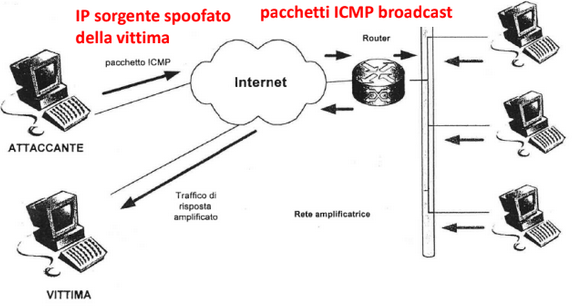 IP sorgente spoofato
della vittima
pacchetti ICMP broadcast
pacchetto ICMP
Internet
Router
ATTACCANTE
Traffico di
risposta
amplificato
Rete amplificatrice
VITTIMA